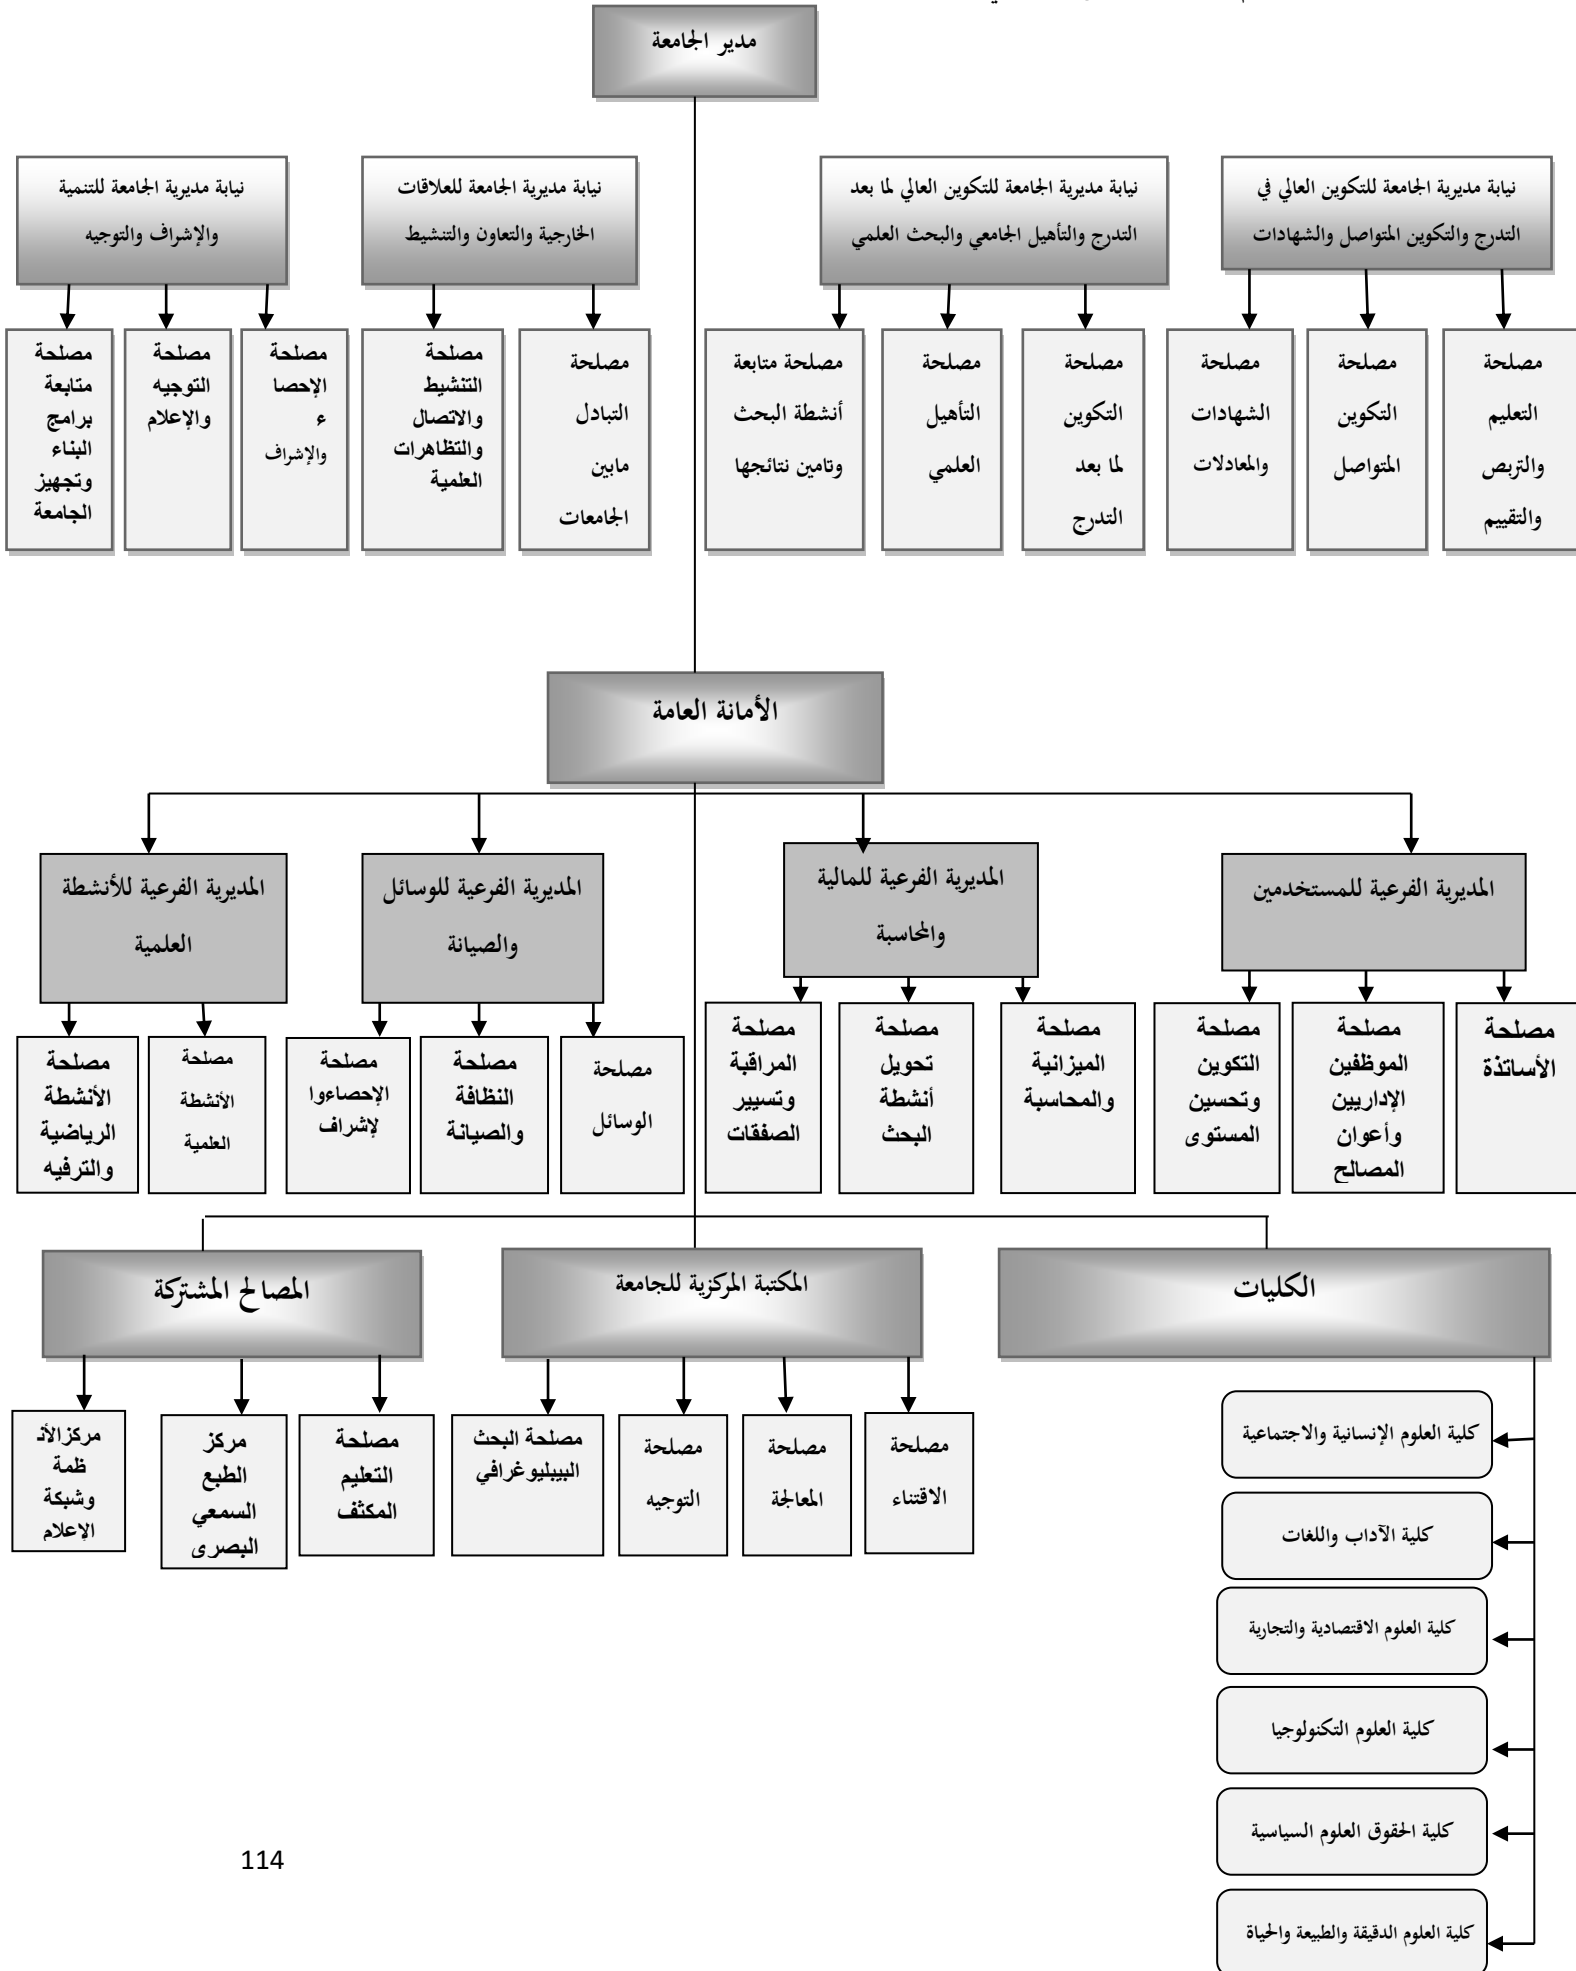 مدير الجامعة
نيابة مديرية الجامعة للتكوين العالي في
التدرج والتكوين المتواصل والشهادات
نيابة مديرية الجامعة للتكوين العالي لما بعد
التدرج والتأهيل الجامعي والبحث العلمي
نيابة مديرية الجامعة للعلاقات
الخارجية والتعاون والتنشيط
نيابة مديرية الجامعة للتنمية
والإشراف والتوجيه
مصلحة
التعليم
والتربص
والتقييم
مصلحة
التكوين
المتواصل
مصلحة
الشهادات
والمعادلات
مصلحة
التكوين
لما بعد
التدرج
مصلحة
التأهيل
العلمي
مصلحة متابعة
أنشطة البحث
وتامين نتائجها
مصلحة
التبادل
مابين
الجامعات
مصلحة
التنشيط
والاتصال
والتظاهرات
العلمية
مصلحة
الإحصا
ء
والإشراف
مصلحة
التوجيه
والإعلام
مصلحة
متابعة
برامج
البناء
وتجهيز
الجامعة
الأمانة العامة
المديرية الفرعية للمستخدمين
المديرية الفرعية للمالية
والمحاسبة
المديرية الفرعية للوسائل
والصيانة
المديرية الفرعية للأنشطة
العلمية
مصلحة
الأساتذة
مصلحة
الموظفين
الإداريين
وأعوان
المصالح
مصلحة
التكوين
وتحسين
المستوى
مصلحة
الميزانية
والمحاسبة
مصلحة
تحويل
أنشطة
البحث
مصلحة
المراقبة
وتسيير
الصفقات
مصلحة
الوسائل
مصلحة
النظافة
والصيانة
مصلحة
الإحصاءوا
لإشراف
مصلحة
الأنشطة
العلمية
مصلحة
الأنشطة
الرياضية
والترفيه
الكليات
المكتبة المركزية للجامعة
المصالح المشتركة
مصلحة
الاقتناء
مصلحة
المعالجة
مصلحة
التوجيه
مصلحة البحث
البيبليوغرافي
مصلحة
التعليم
المكثف
مركز
الطبع
السمعي
البصري
مركزالأن
ظمة
وشبكة
الإعلام
كلية العلوم الإنسانية والاجتماعية
كلية الآداب واللغات
كلية العلوم الاقتصادية والتجارية
كلية العلوم التكنولوجيا
كلية الحقوق العلوم السياسية
كلية العلوم الدقيقة والطبيعة والحياة
114